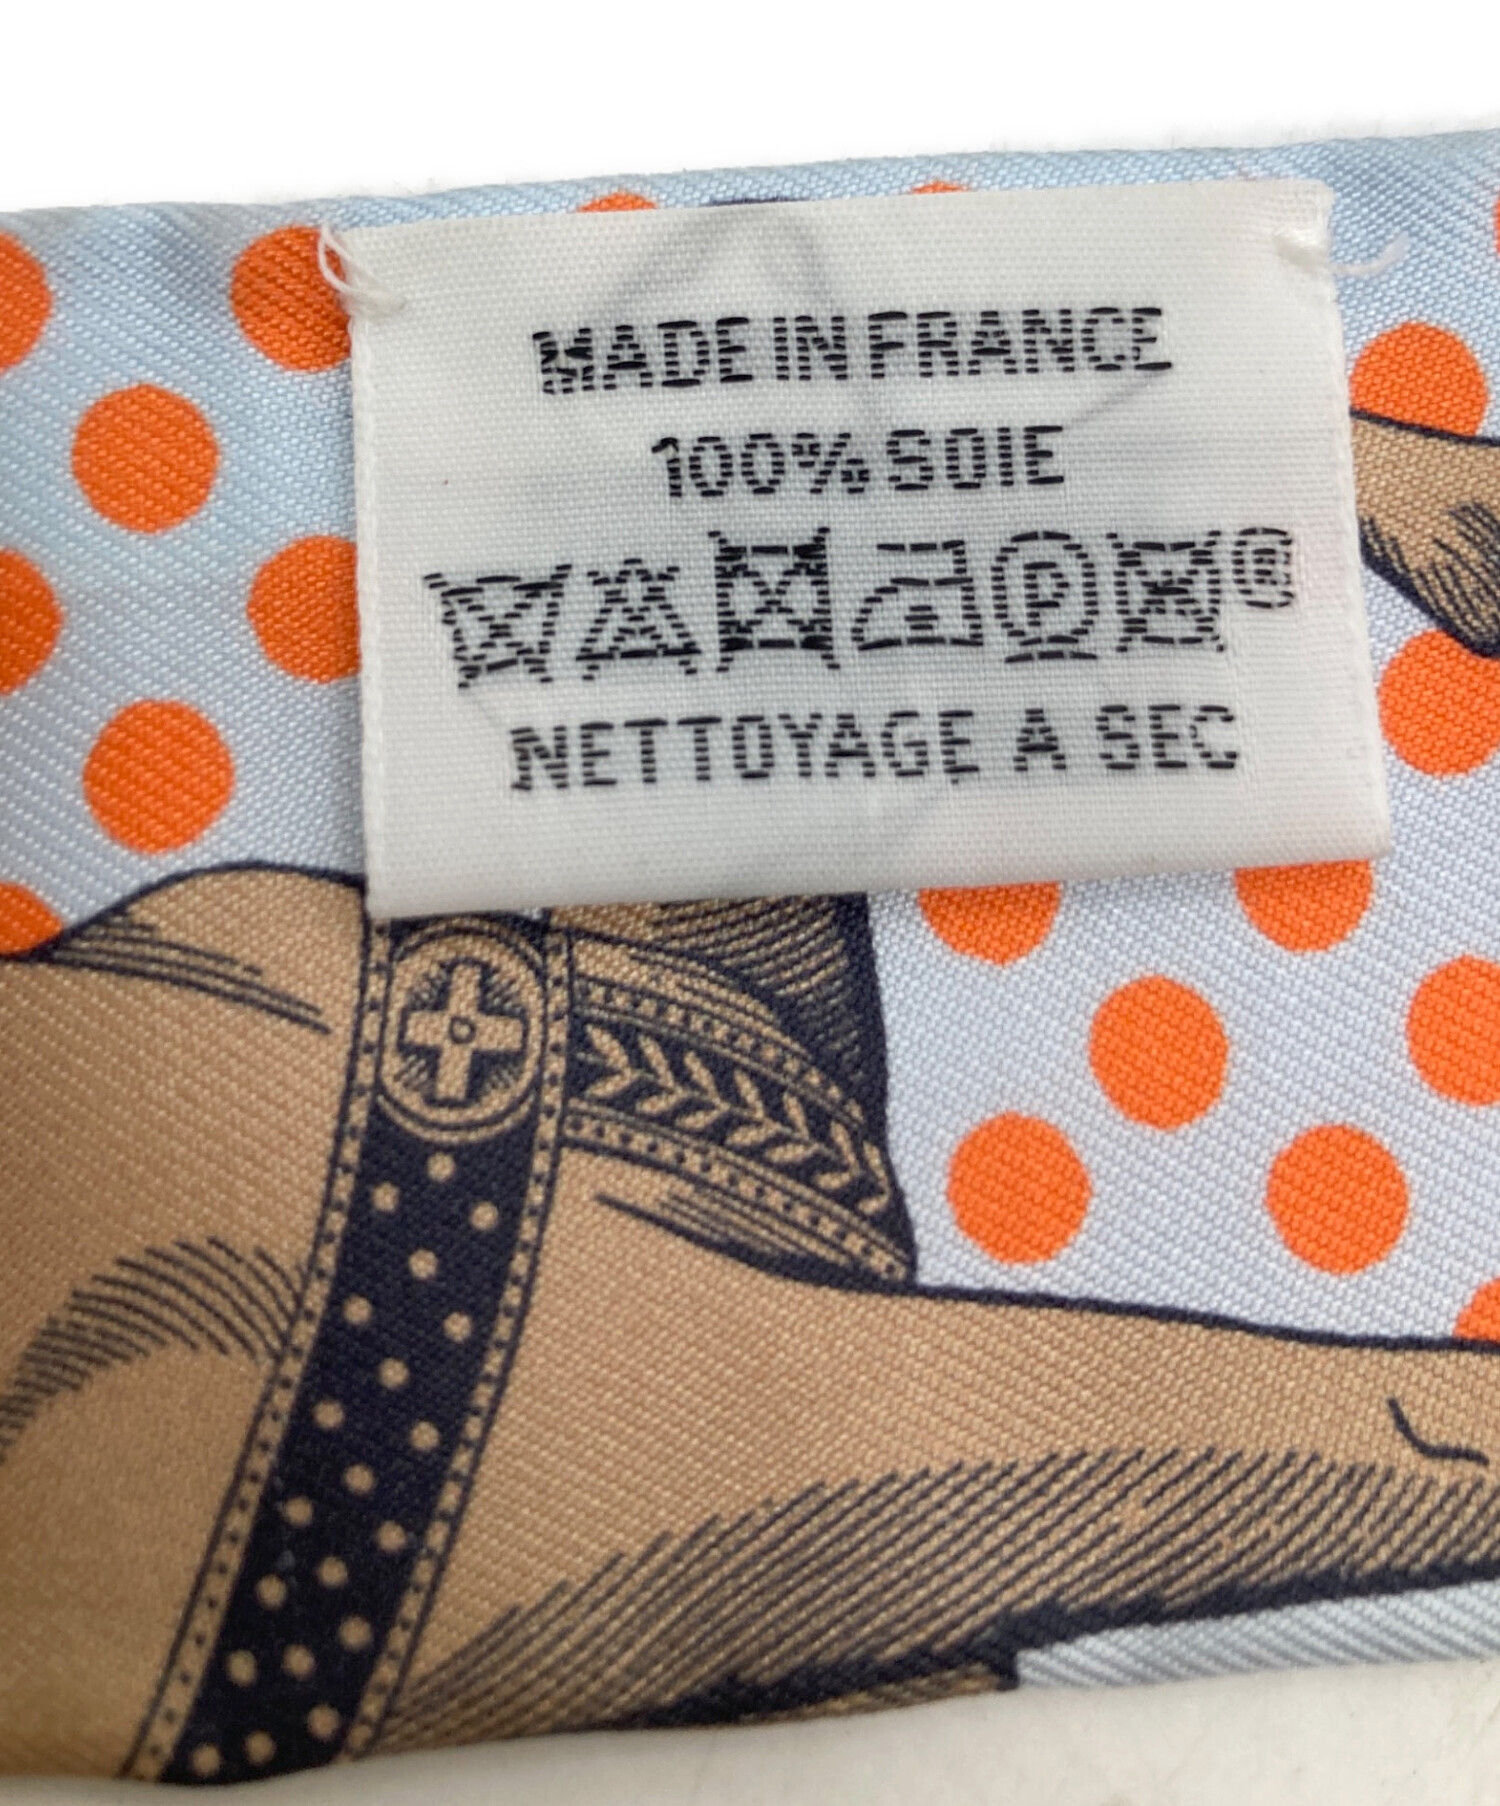 MADE IN FRANCE
100% SOIE
P W ®
NETTOYAGE A SEC